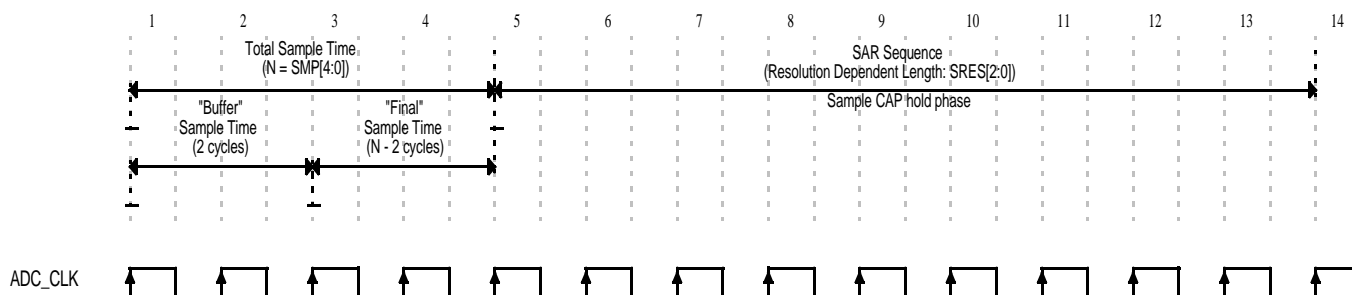 1 2 3 4 5 6 7 8 9 10 11 12 13 14
Total Sample Time
(N = SMP[4:0])
SAR Sequence
(Resolution Dependent Length: SRES[2:0])
Sample CAP hold phase
"Buffer"
Sample Time
(2 cycles)
"Final"
Sample Time
(N - 2 cycles)
ADC_CLK